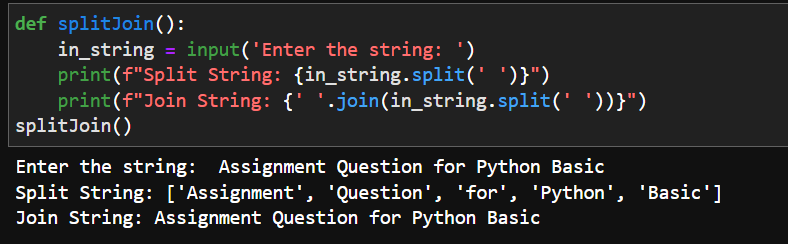 def splitJoin():
    in_string = input('Enter the string: ')
    print(f"Split String: {in_string.split(' ')}")
    print(f"Join String: {' '.join(in_string.split(' '))}")
splitJoin()
Enter the string:  Assignment Question for Python Basic
Split String: ['Assignment', 'Question', 'for', 'Python', 'Basic']
Join String: Assignment Question for Python Basic